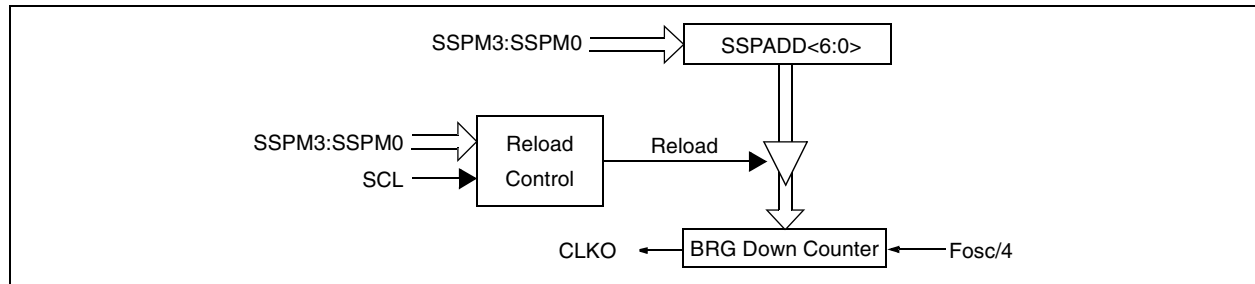 SSPM3:SSPM0
SSPADD<6:0>
SSPM3:SSPM0
Reload
Control
Reload
SCL
CLKO
BRG Down Counter
Fosc/4